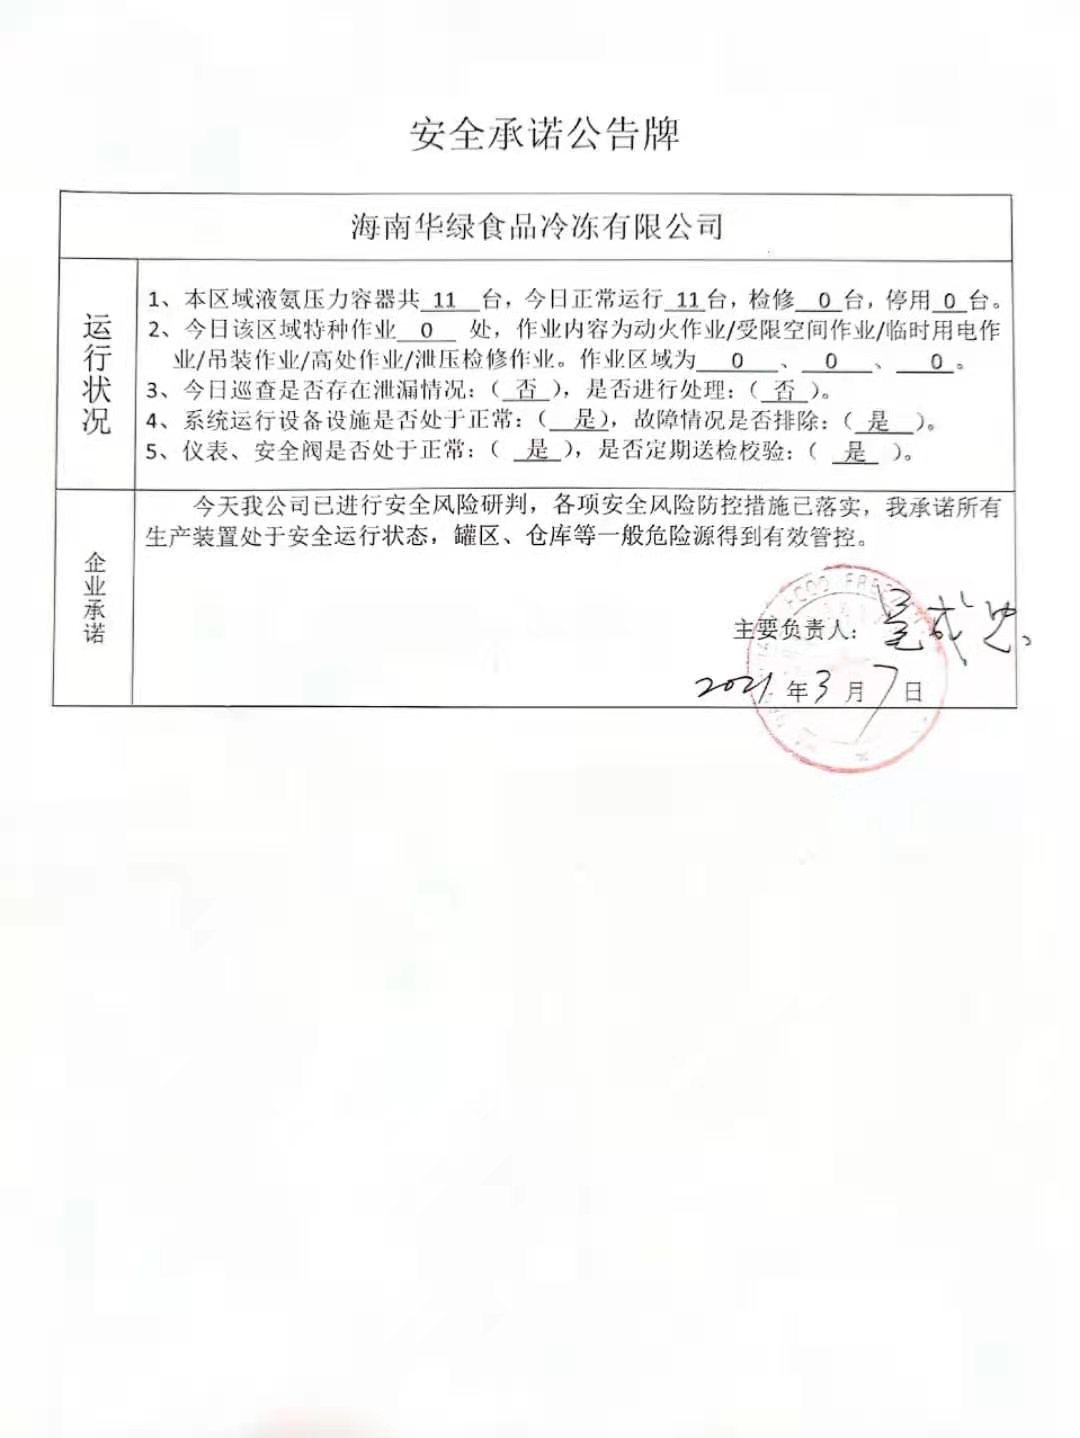 安全承诺公告牌
海南华绿食品冷冻有限公司
运行状况
1、本区域液氨压力容器共 11 台，今日正常运行 11 台，检修 0 台，停用 0 台。
2、今日该区域特种作业 0 处，作业内容为动火作业/受限空间作业/临时用电作
业/吊装作业/高处作业/泄压检修作业。作业区域为 0 、 0 、 0 。
3、今日巡查是否存在泄漏情况：（ 否 ），是否进行处理：（ 否 ）。
4、系统运行设备设施是否处于正常：（ 是 ），故障情况是否排除：（ 是 ）。
5、仪表、安全阀是否处于正常：（ 是 ），是否定期送检校验：（ 是 ）。
企业承诺
今天我公司已进行安全风险研判，各项安全风险防控措施已落实，我承诺所有
生产装置处于安全运行状态，罐区、仓库等一般危险源得到有效管控。
主要负责人：
2021 年 3 月 7 日
FOOD